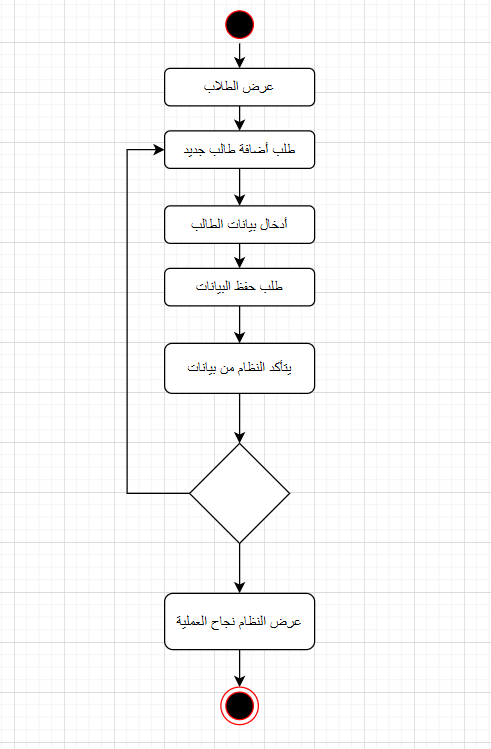 عرض الطلاب
طلب أضافة طالب جديد
أدخال بيانات الطالب
طلب حفظ البيانات
يتأكد النظام من بيانات
عرض النظام نجاح العملية